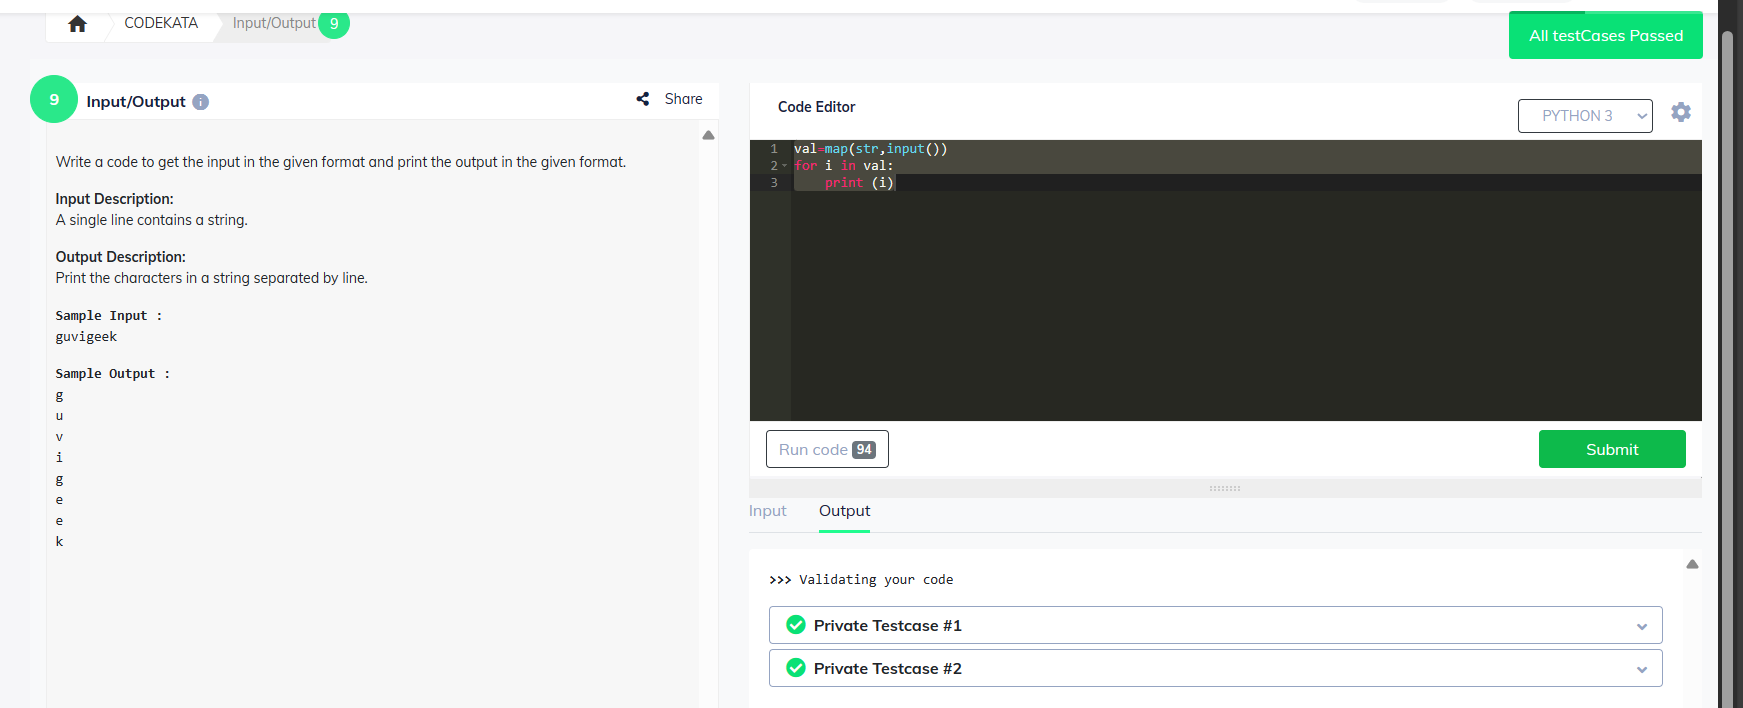 CODEKATA
Input/Output 9
All testCases Passed
9 Input/Output i
Share
Write a code to get the input in the given format and print the output in the given format.
Input Description:
A single line contains a string.
Output Description:
Print the characters in a string separated by line.
Sample Input :
guvigeek
Sample Output :
g
u
v
i
g
e
e
k
Code Editor
PYTHON 3
1 val=map(str,input())
2 for i in val:
3     print (i)
Run code 94
Submit
Input
Output
>>> Validating your code
Private Testcase #1
Private Testcase #2